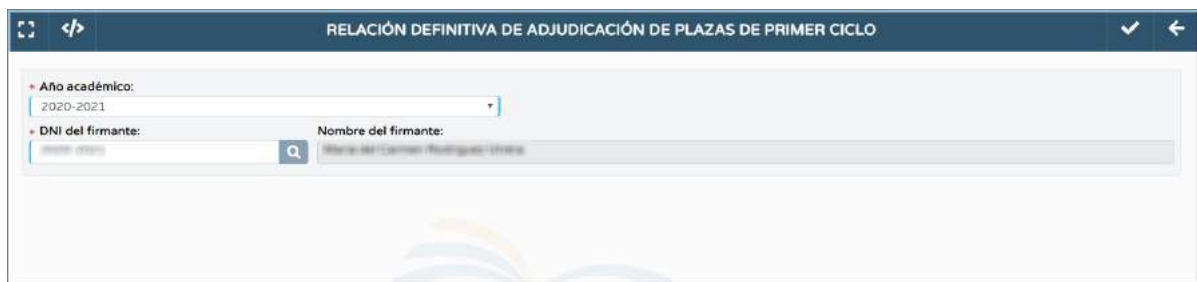 </> RELACIÓN DEFINITIVA DE ADJUDICACIÓN DE PLAZAS DE PRIMER CICLO
* Año académico:
2020-2021
* DNI del firmante: Nombre del firmante: